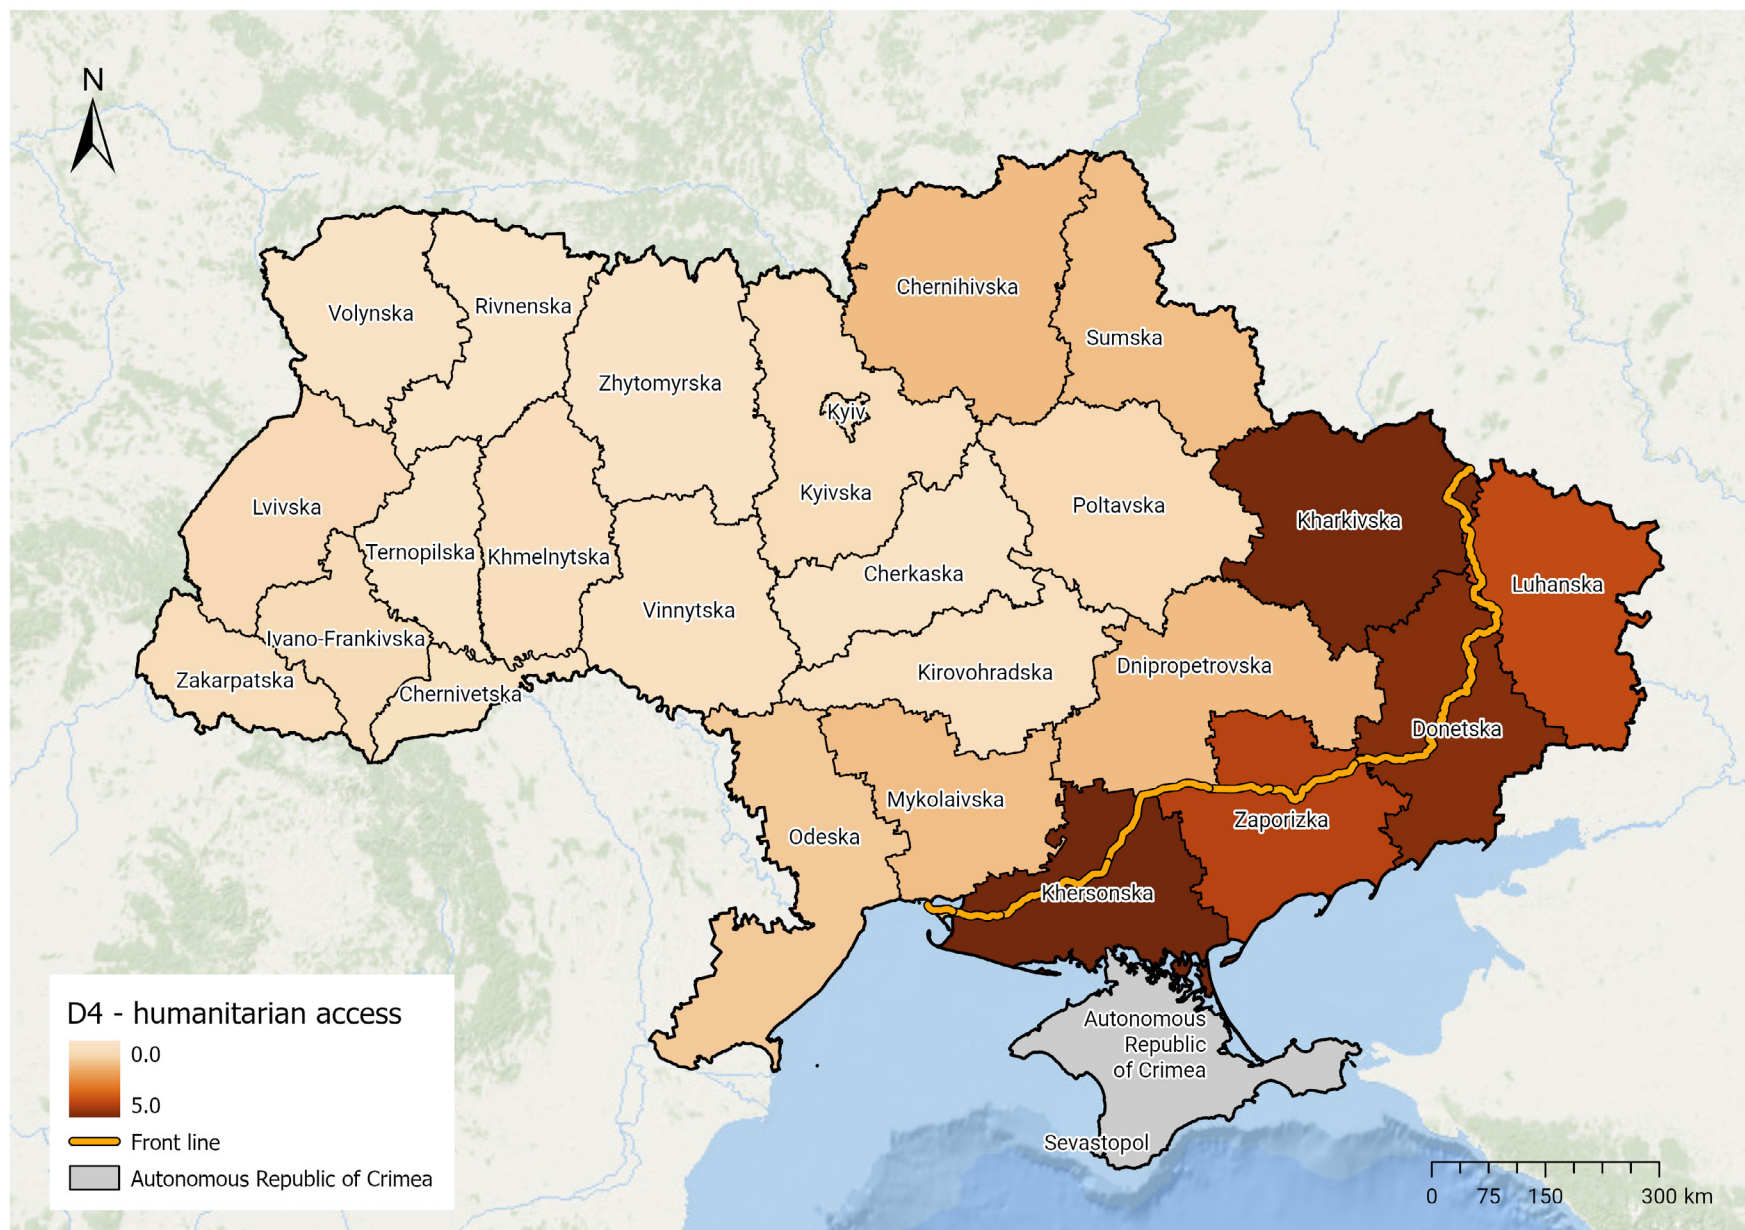 N
Chernihivska
Volynska
Rivnenska
Sumska
Zhytomyrska
Kyiv
Lvivska
Kyivska
Poltavska
Kharkivska
Ternopilska
Khmelnytska
Cherkaska
Luhanska
Vinnytska
Ivano-Frankivska
Zakarpatska
Chernivetska
Kirovohradska
Dnipropetrovska
Donetska
Mykolaivska
Odeska
Zaporizka
Khersonska
Autonomous
Republic
of Crimea
Sevastopol
D4 - humanitarian access
0.0
5.0
Front line
Autonomous Republic of Crimea
0 75 150 300 km